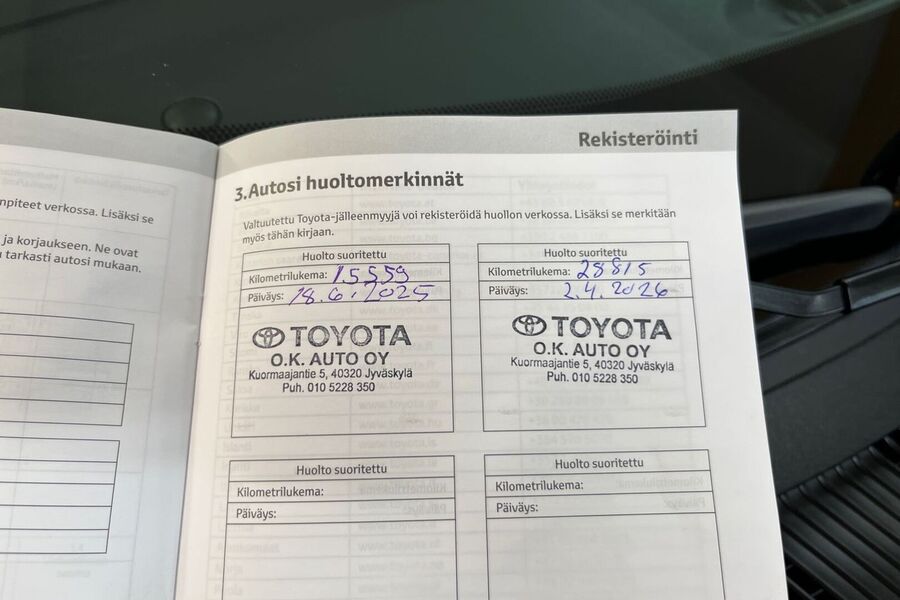 Rekisteröinti
npiteet verkossa. Lisäksi se
ja korjaukseen. Ne ovat
tarkasti autosi mukaan.
3.Autosi huoltomerkinnät
Valtuutettu Toyota-jälleenmyyjä voi rekisteröidä huollon verkossa. Lisäksi se merkitään
myös tähän kirjaan.
Huolto suoritettu
Kilometrilukema: 15559
Päiväys: 18.6.2025
TOYOTA
O.K. AUTO OY
Kuormaajantie 5, 40320 Jyväskylä
Puh. 010 5228 350
Huolto suoritettu
Kilometrilukema: 28815
Päiväys: 2.4.2026
TOYOTA
O.K. AUTO OY
Kuormaajantie 5, 40320 Jyväskylä
Puh. 010 5228 350
Huolto suoritettu
Kilometrilukema:
Päiväys:
Huolto suoritettu
Kilometrilukema:
Päiväys: